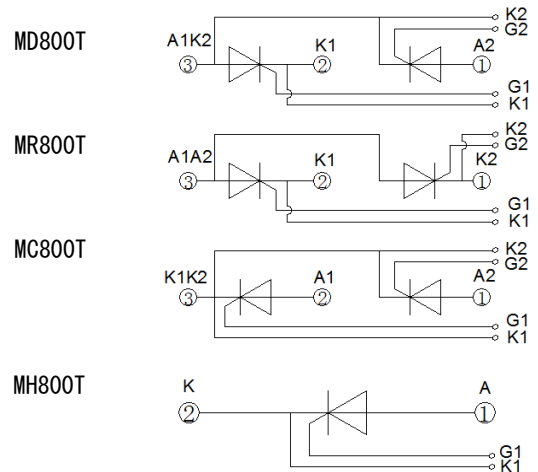 K2
G2
MD800T A1K2 K1 A2
③ ② ①
G1
K1
K2
G2
MR800T A1A2 K1 K2
③ ② ①
G1
K1
K2
G2
MC800T K1K2 A1 A2
③ ② ①
G1
K1
MH800T K A
② ①
G1
K1